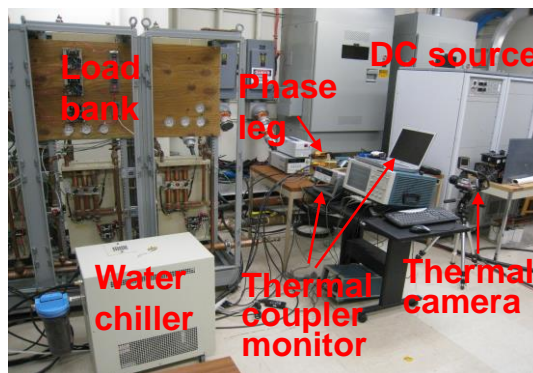 Load
bank
Phase
leg
DC source
Water
chiller
Thermal
coupler
monitor
Thermal
camera